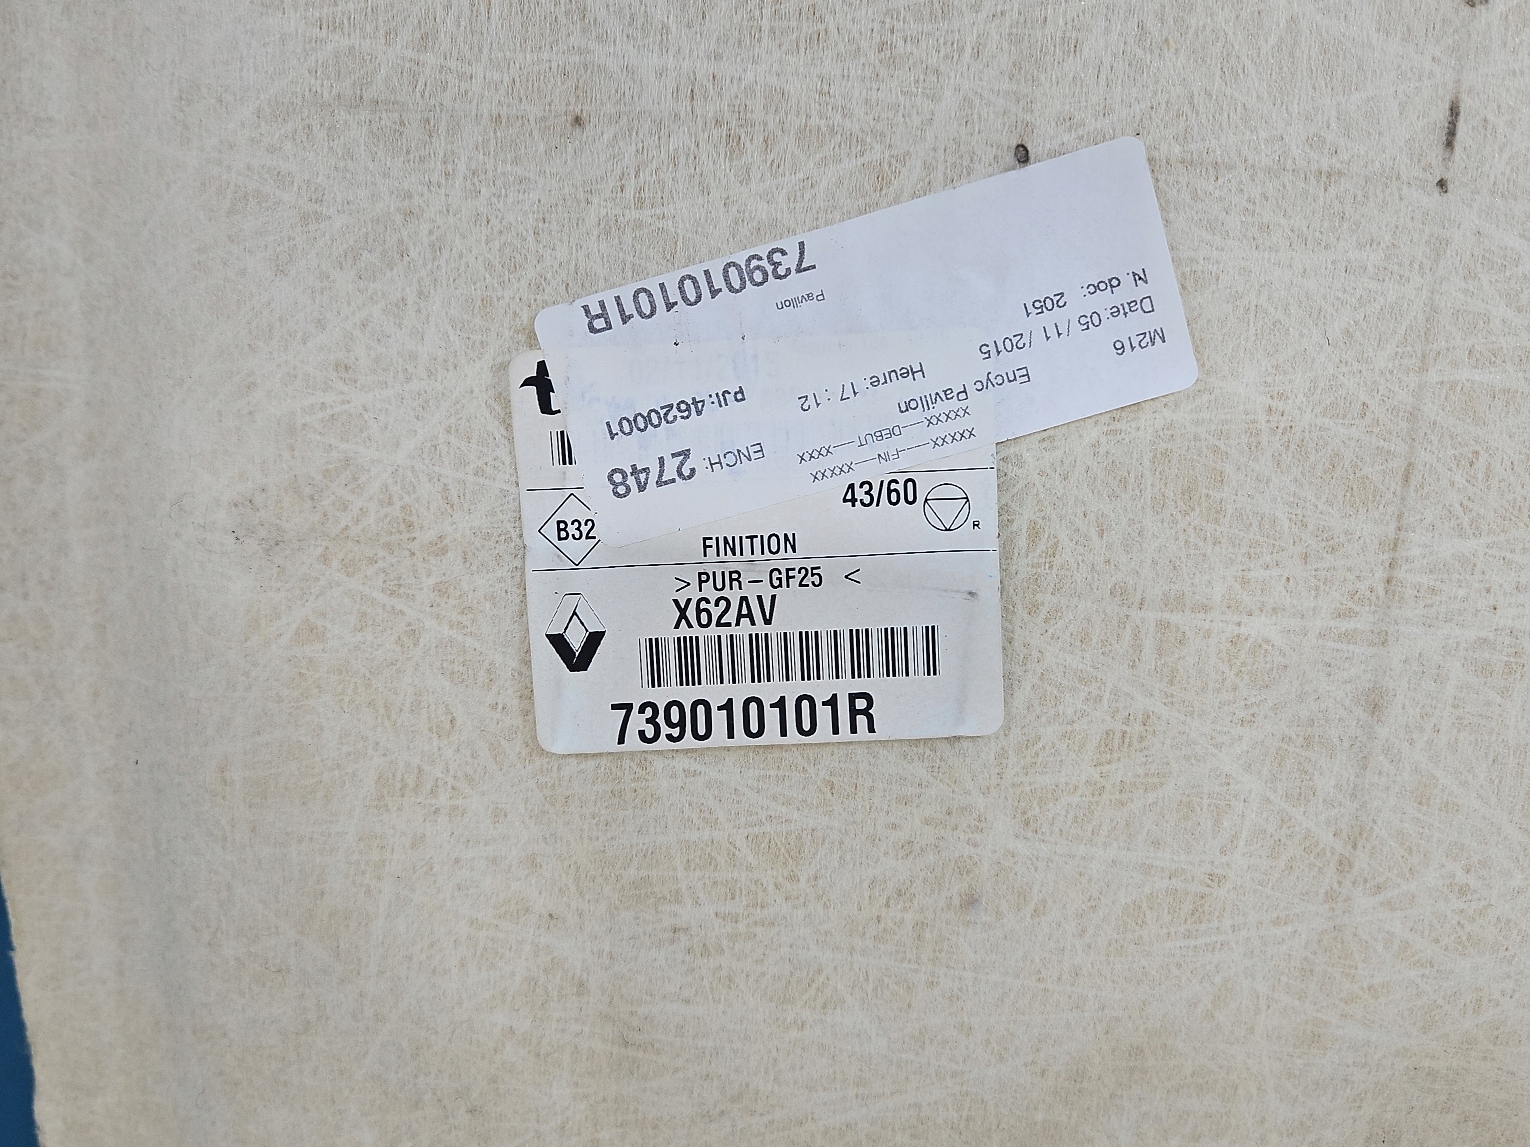 M216
Date:05/11/2015
N. doc: 2051
Encyc Pavillon
Heure:17:12
xxxxx—DEBUT—xxxx
xxxxx——FIN—xxxxx
PJI:4620001
ENCH: 2748
Pavillon
739010101R
B32
43/60
R
FINITION
>PUR-GF25 <
X62AV
739010101R